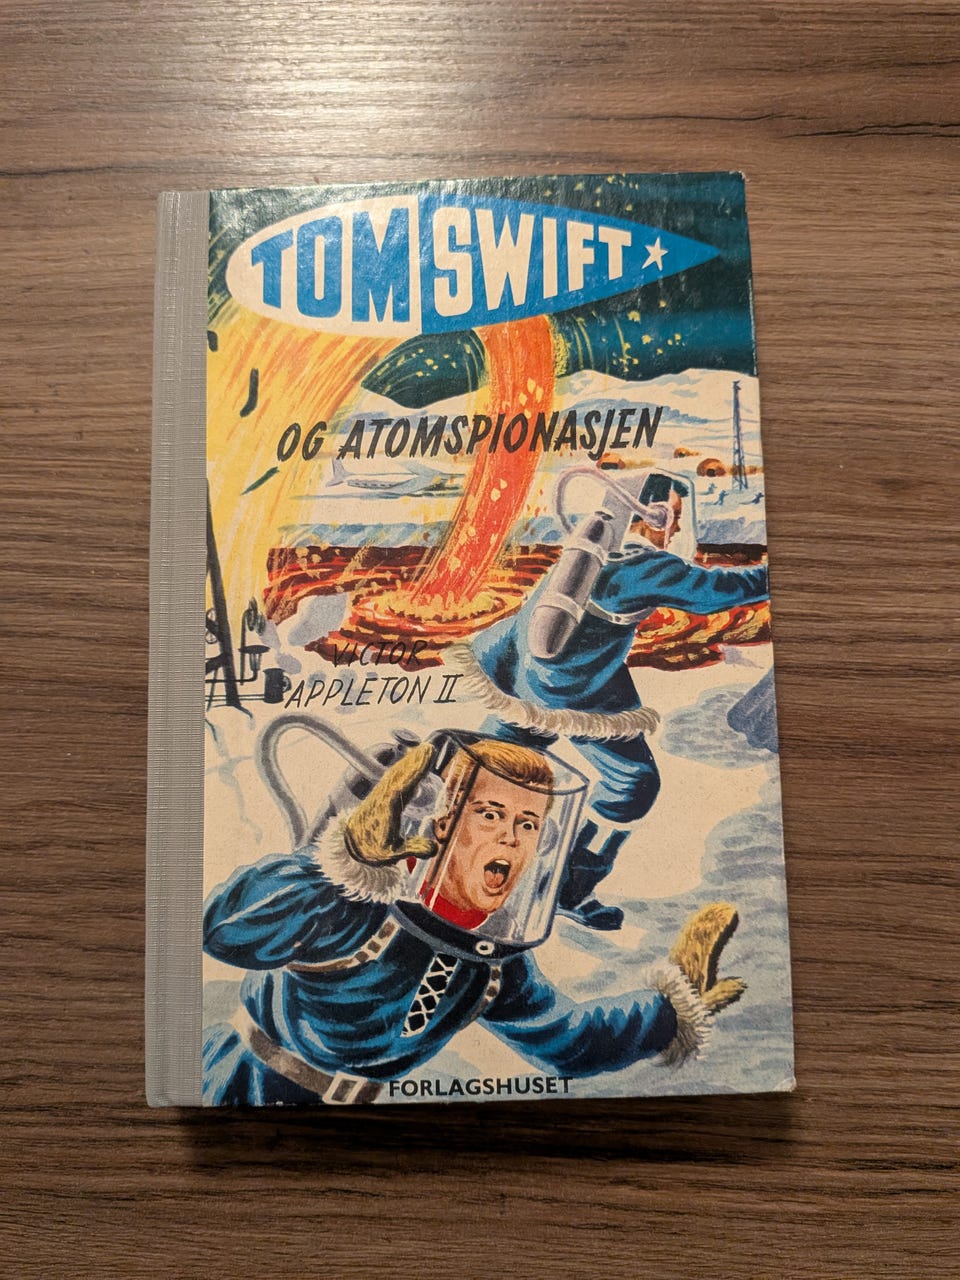 TOM SWIFT
OG ATOMSPIONASJEN
VICTOR
APPLETON II
FORLAGSHUSET